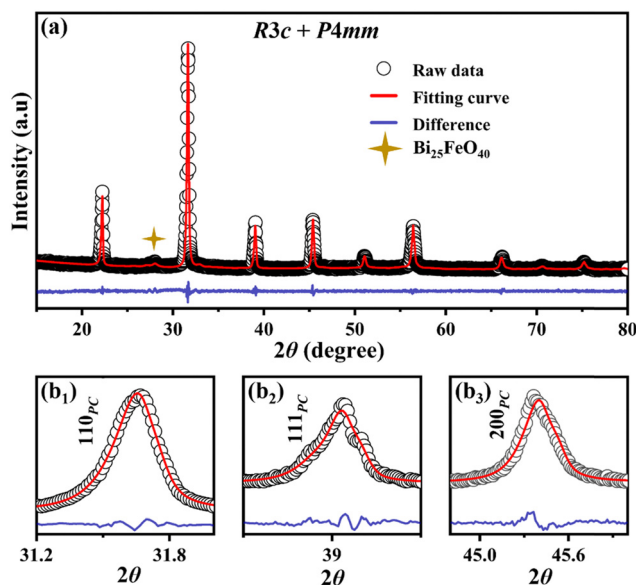 (a)
R3c + P4mm
Raw data
Fitting curve
Difference
Bi₂₅FeO₄₀
Intensity (a.u)
20 30 40 50 60 70 80
2θ (degree)
(b₁)
110PC
31.2 31.8
2θ
(b₂)
111PC
39
2θ
(b₃)
200PC
45.0 45.6
2θ